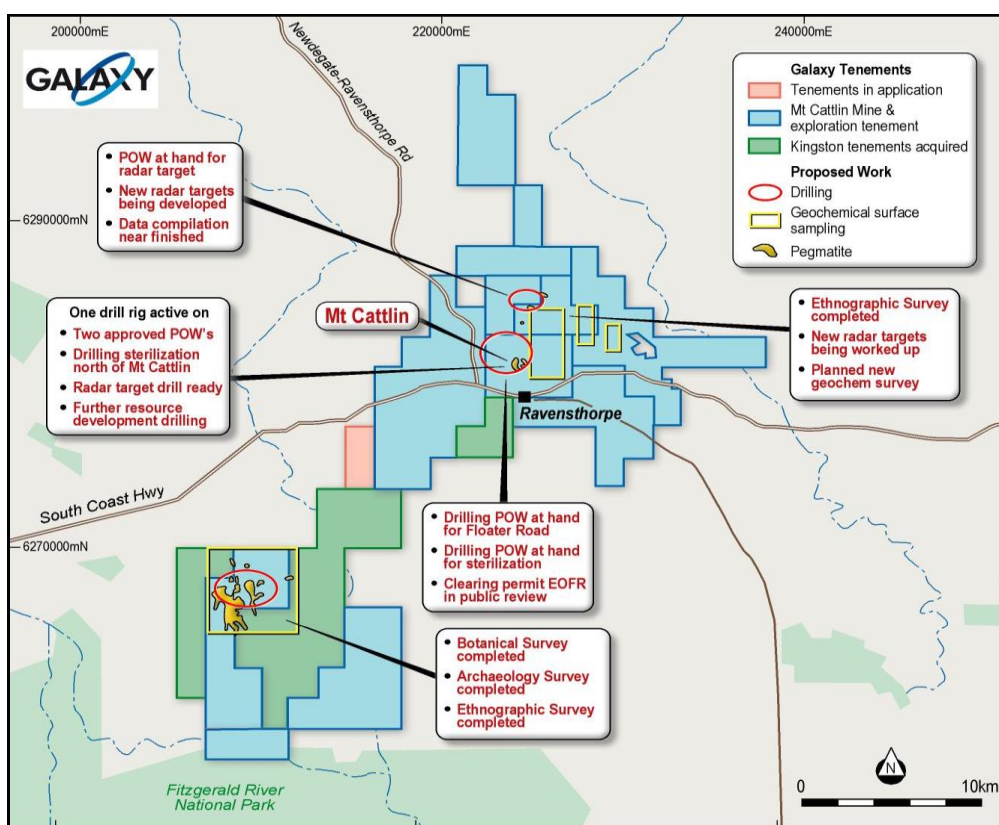 200000mE
220000mE
240000mE
GALAXY
Newdegate-Ravensthorpe Rd
Galaxy Tenements
Tenements in application
Mt Cattlin Mine &
exploration tenement
Kingston tenements acquired
Proposed Work
Drilling
Geochemical surface
sampling
Pegmatite
• POW at hand for
radar target
• New radar targets
being developed
• Data compilation
near finished
6290000mN
One drill rig active on
• Two approved POW's
• Drilling sterilization
north of Mt Cattlin
• Radar target drill ready
• Further resource
development drilling
Mt Cattlin
• Ethnographic Survey
completed
• New radar targets
being worked up
• Planned new
geochem survey
Ravensthorpe
South Coast Hwy
6270000mN
• Drilling POW at hand
for Floater Road
• Drilling POW at hand
for sterilization
• Clearing permit EOFR
in public review
• Botanical Survey
completed
• Archaeology Survey
completed
• Ethnographic Survey
completed
Fitzgerald River
National Park
N
0 10km